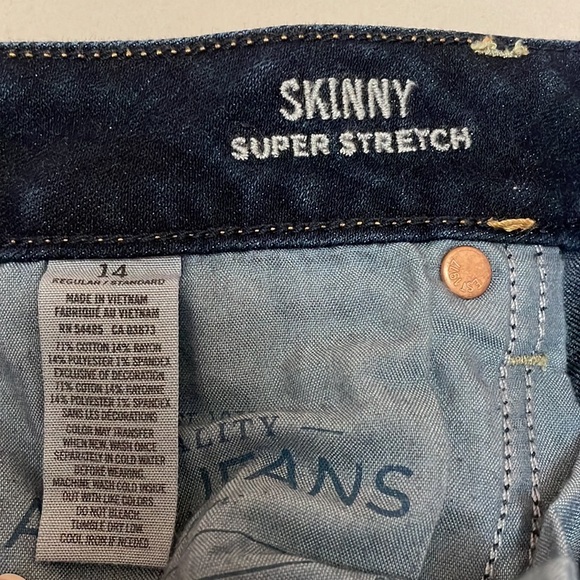 SKINNY
SUPER STRETCH
14
REGULAR / STANDARD
MADE IN VIETNAM
FABRIQUÉ AU VIETNAM
RN 54485 CA 03873
71% COTTON 14% RAYON
14% POLYESTER 1% SPANDEX
EXCLUSIVE OF DECORATION
71% COTON 14% RAYONNE
14% POLYESTER 1% SPANDEX
SANS LES DÉCORATIONS
COLOR MAY TRANSFER
WHEN NEW. WASH ONCE
SEPARATELY IN COLD WATER
BEFORE WEARING.
MACHINE WASH COLD INSIDE
OUT WITH LIKE COLORS
DO NOT BLEACH.
TUMBLE DRY LOW.
COOL IRON IF NEEDED.
ALITY —
A JEANS